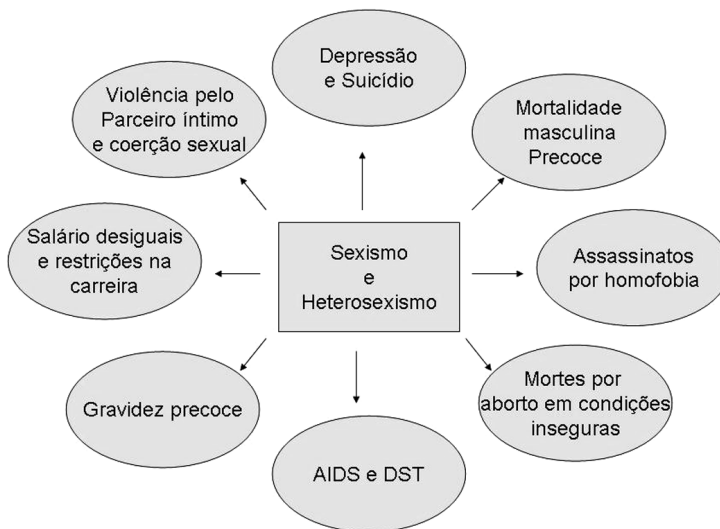 Depressão
e Suicídio
Violência pelo
Parceiro íntimo
e coerção sexual
Mortalidade
masculina
Precoce
Salário desiguais
e restrições na
carreira
Sexismo
e
Heterosexismo
Assassinatos
por homofobia
Gravidez precoce
Mortes por
aborto em condições
inseguras
AIDS e DST